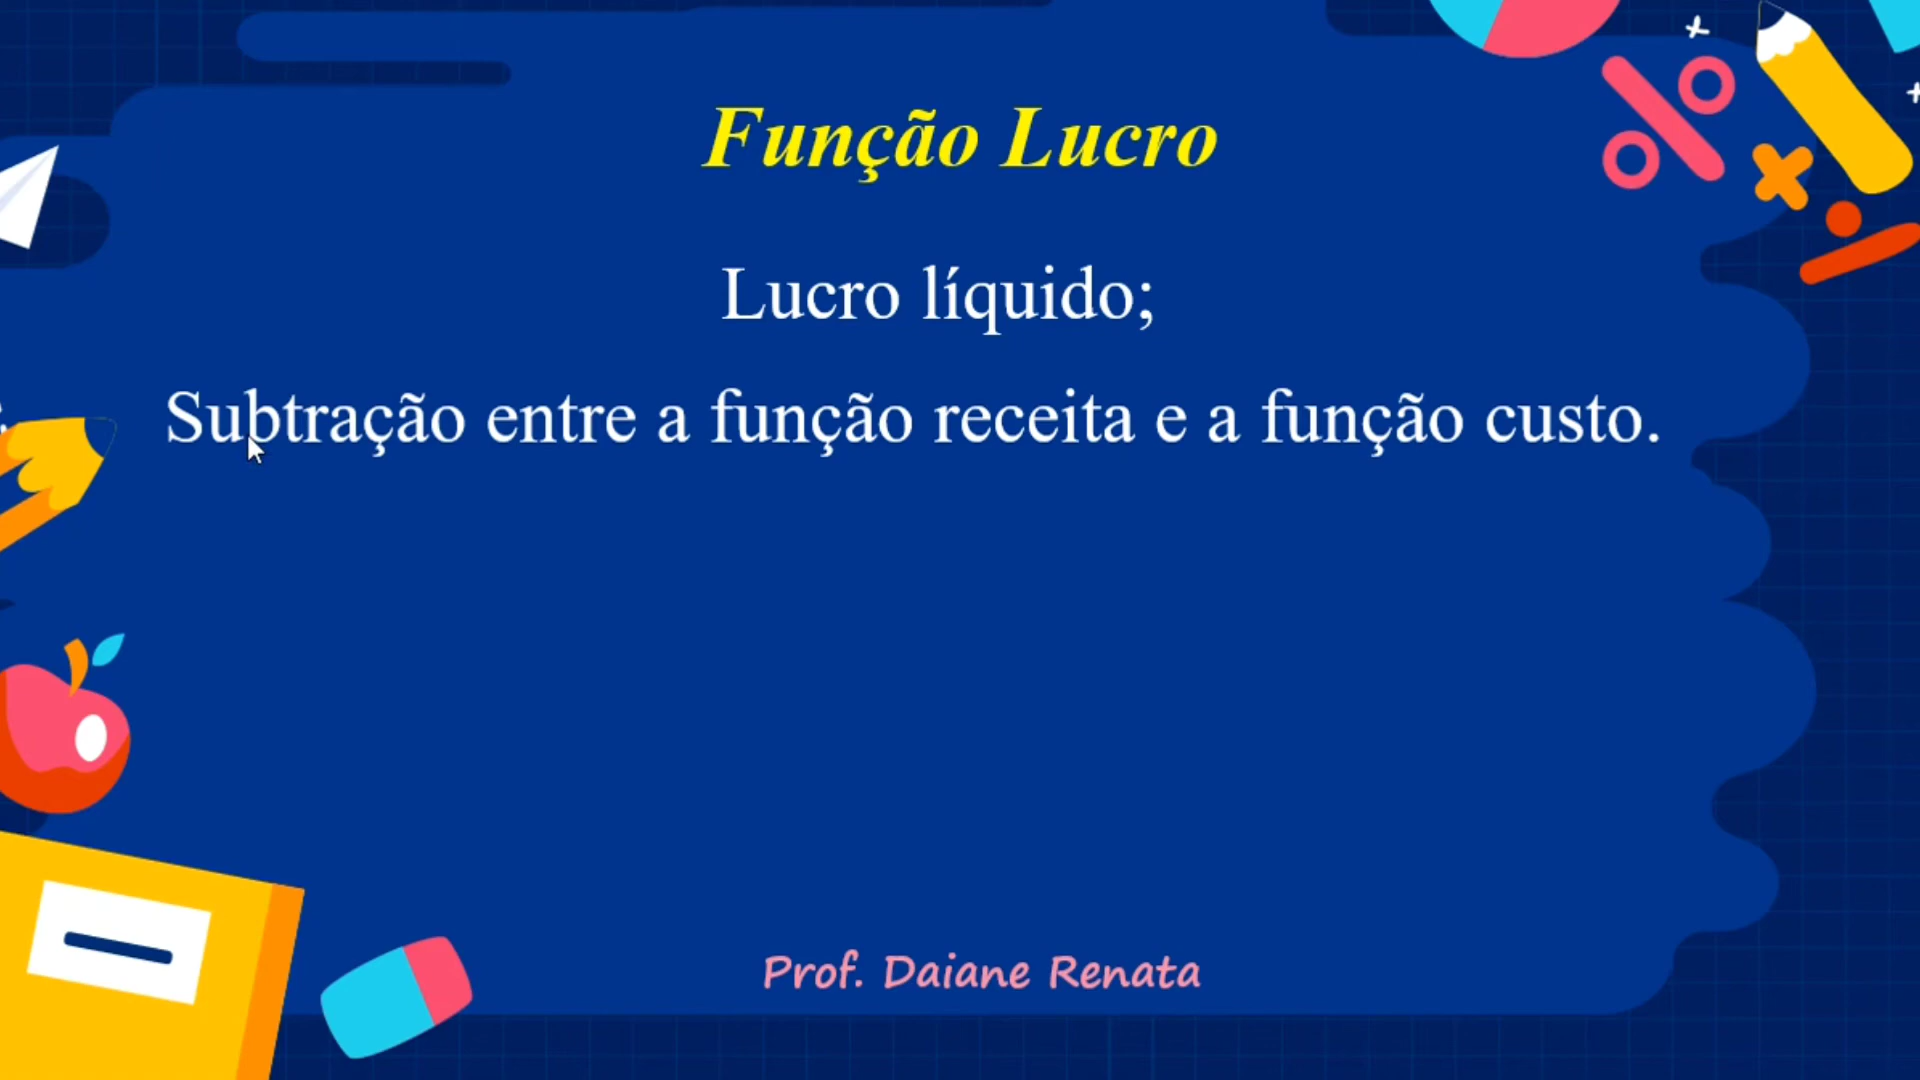 Função Lucro
Lucro líquido;
Subtração entre a função receita e a função custo.
Prof. Daiane Renata